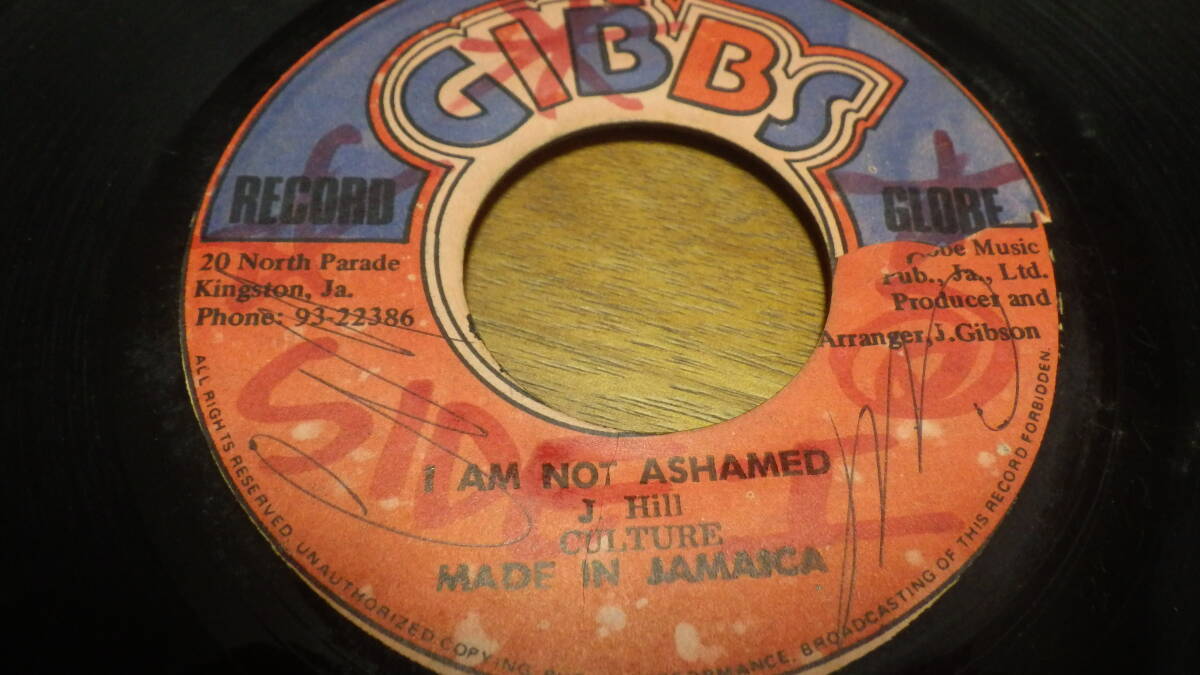 GIBBS
RECORD GLOBE
20 North Parade
Kingston, Ja.
Phone: 93-22386
Music
Pub., Ja., Ltd.
Producer and
Arranger, J. Gibson
SIDE I
I AM NOT ASHAMED
J. Hill
CULTURE
MADE IN JAMAICA
ALL RIGHTS RESERVED. UNAUTHORIZED COPYING, BROADCASTING OF THIS RECORD FORBIDDEN.